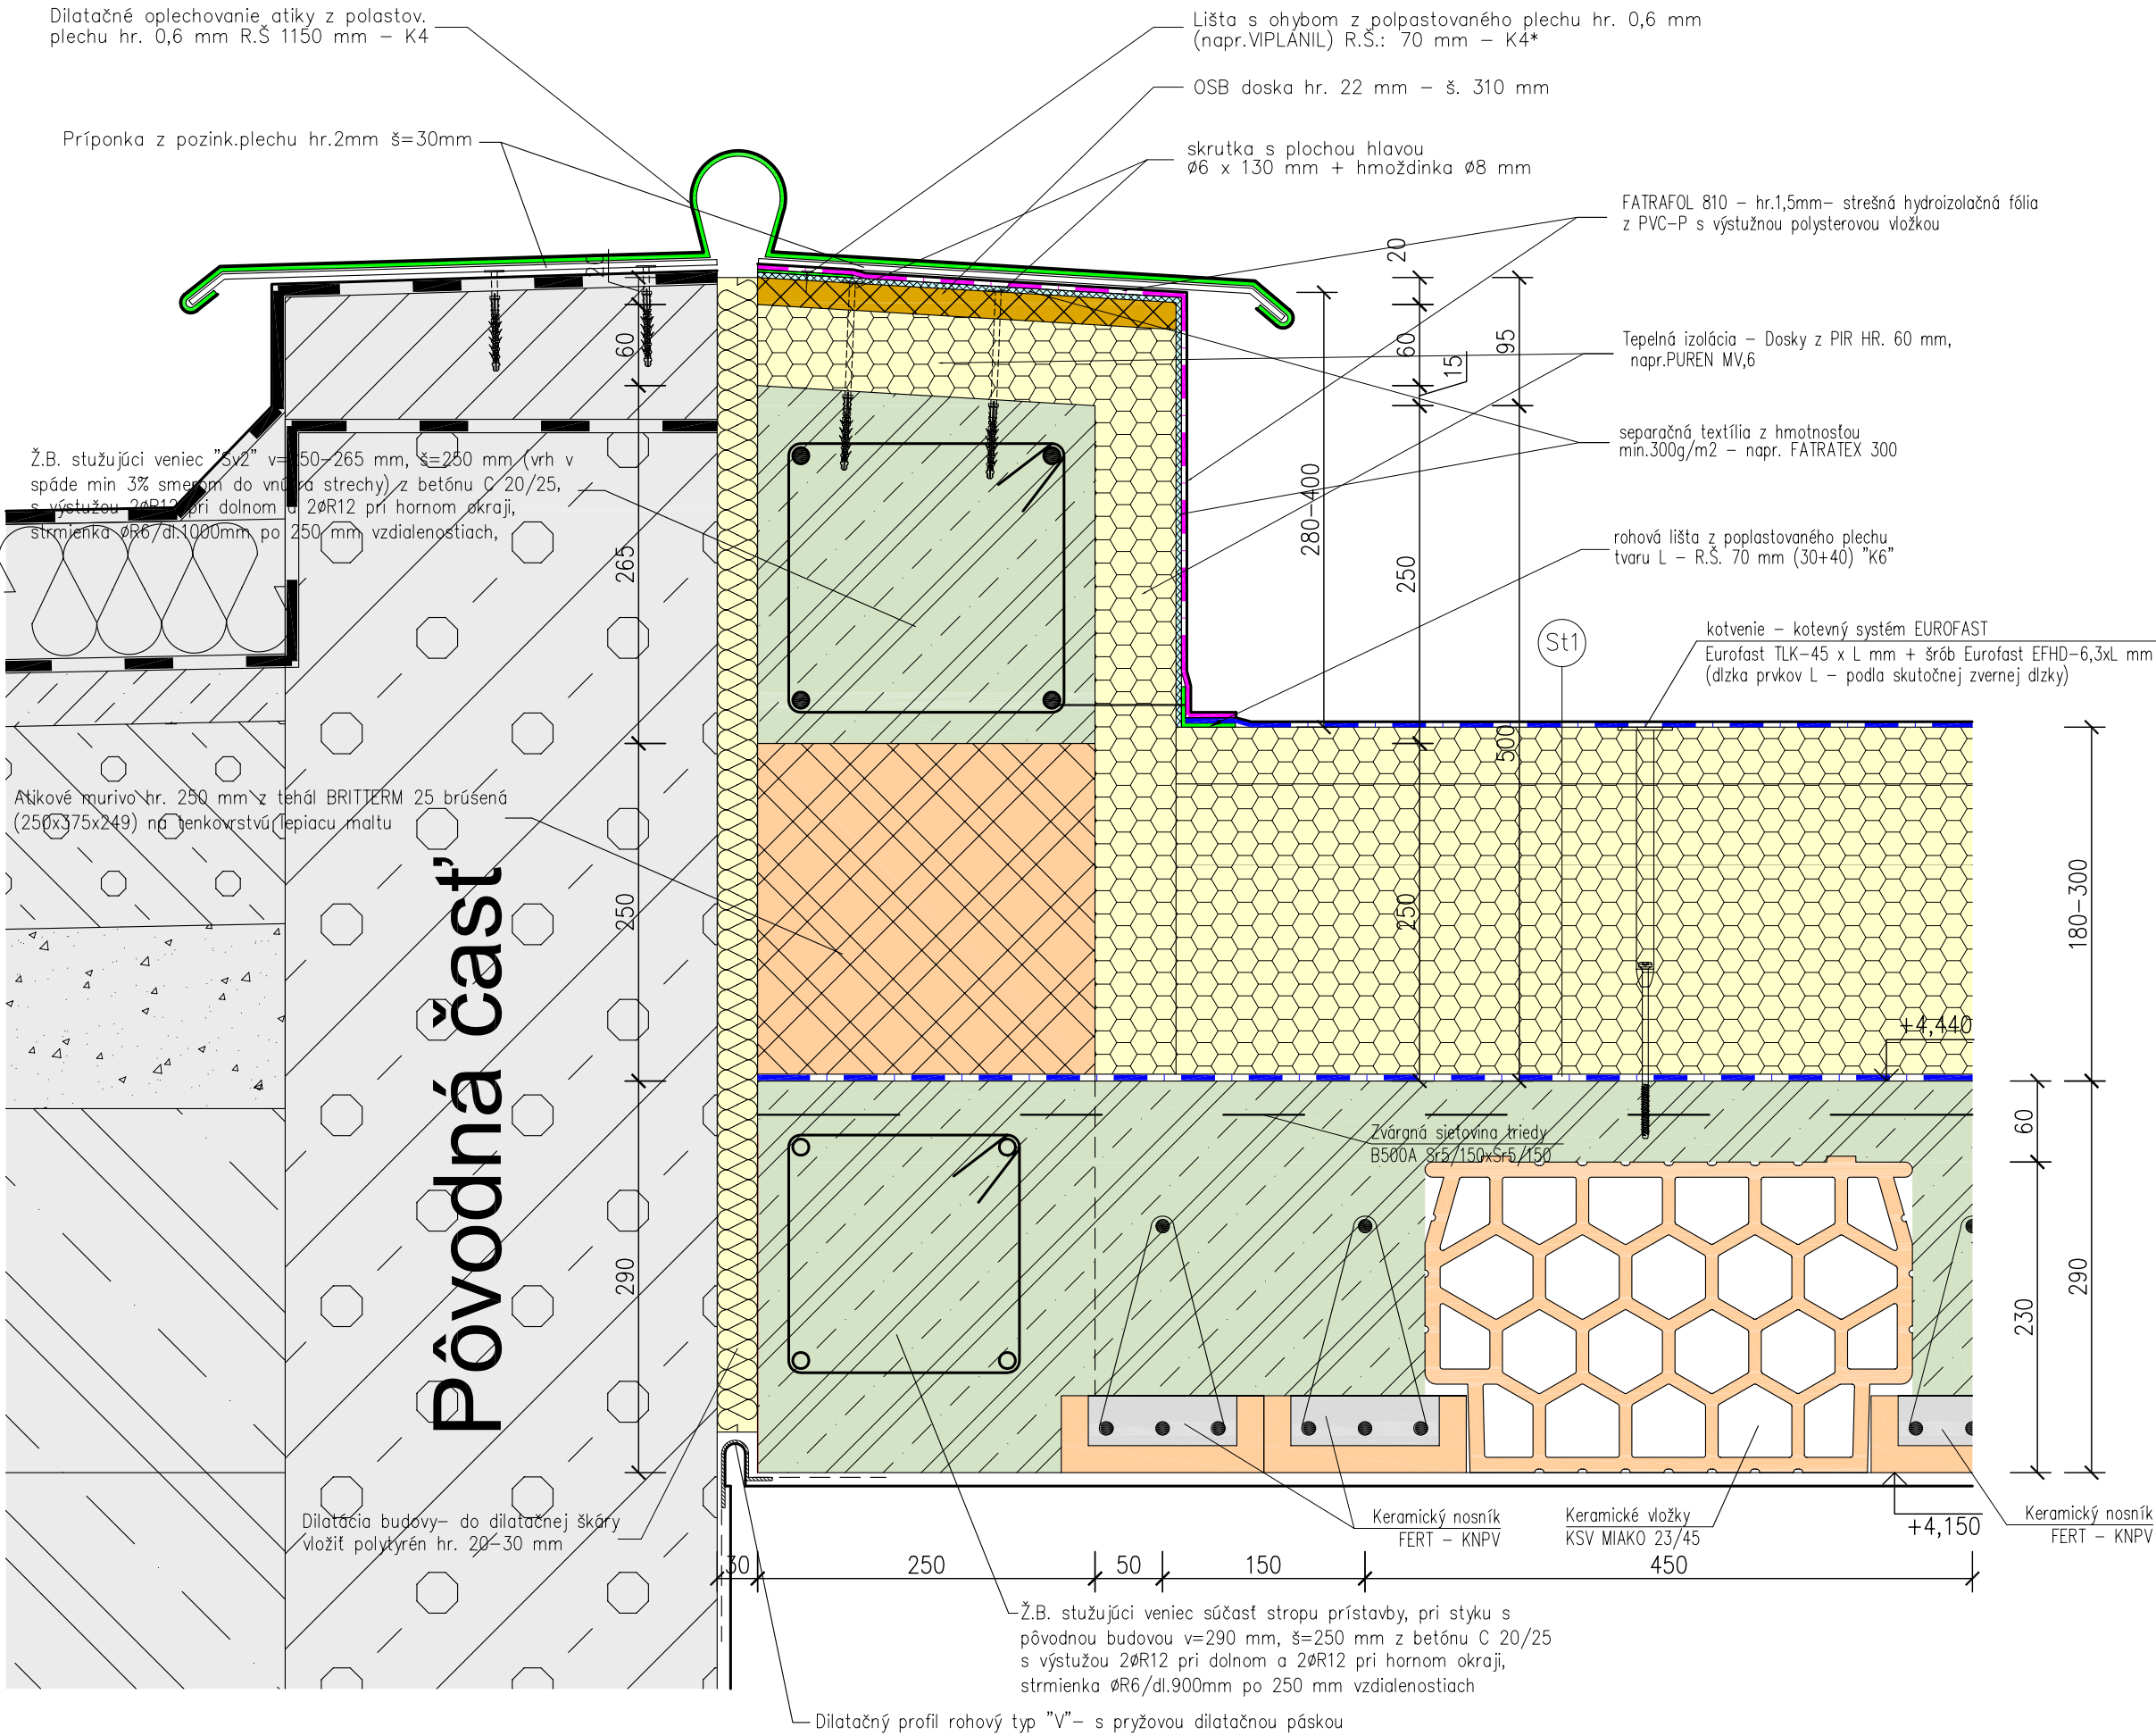 Dilatačné oplechovanie atiky z polastov.
plechu hr. 0,6 mm R.Š 1150 mm – K4
Príponka z pozink.plechu hr.2mm š=30mm
Lišta s ohybom z polpastovaného plechu hr. 0,6 mm
(napr.VIPLANIL) R.Š.: 70 mm – K4*
OSB doska hr. 22 mm – š. 310 mm
skrutka s plochou hlavou
ø6 x 130 mm + hmoždinka ø8 mm
FATRAFOL 810 – hr.1,5mm– strešná hydroizolačná fólia
z PVC–P s výstužnou polysterovou vložkou
Tepelná izolácia – Dosky z PIR HR. 60 mm,
napr.PUREN MV,6
separačná textília z hmotnosťou
min.300g/m2 – napr. FATRATEX 300
rohová lišta z poplastovaného plechu
tvaru L – R.Š. 70 mm (30+40) "K6"
kotvenie – kotevný systém EUROFAST
Eurofast TLK–45 x L mm + šrób Eurofast EFHD–6,3xL mm
(dlzka prvkov L – podla skutočnej zvernej dlzky)
St1
Ž.B. stužujúci veniec "Sv2" v=250–265 mm, š=250 mm (vrh v
spáde min 3% smerom do vnútra strechy) z betónu C 20/25,
s výstužou 2øR12 pri dolnom a 2øR12 pri hornom okraji,
strmienka øR6/dl.1000mm po 250 mm vzdialenostiach,
Atikové murivo hr. 250 mm z tehál BRITTERM 25 brúsená
(250x375x249) na tenkovrstvú lepiacu maltu
Pôvodná časť
20
60
265
250
290
20
60
15
95
280–400
250
500
250
180–300
+4,440
60
230
290
Zváraná sieťovina triedy
B500A Sr5/150xSr5/150
Dilatácia budovy– do dilatačnej škáry
vložiť polytyrén hr. 20–30 mm
Keramický nosník
FERT – KNPV
Keramické vložky
KSV MIAKO 23/45
+4,150
Keramický nosník
FERT – KNPV
30
250
50
150
450
Ž.B. stužujúci veniec súčasť stropu prístavby, pri styku s
pôvodnou budovou v=290 mm, š=250 mm z betónu C 20/25
s výstužou 2øR12 pri dolnom a 2øR12 pri hornom okraji,
strmienka øR6/dl.900mm po 250 mm vzdialenostiach
Dilatačný profil rohový typ "V"– s pryžovou dilatačnou páskou